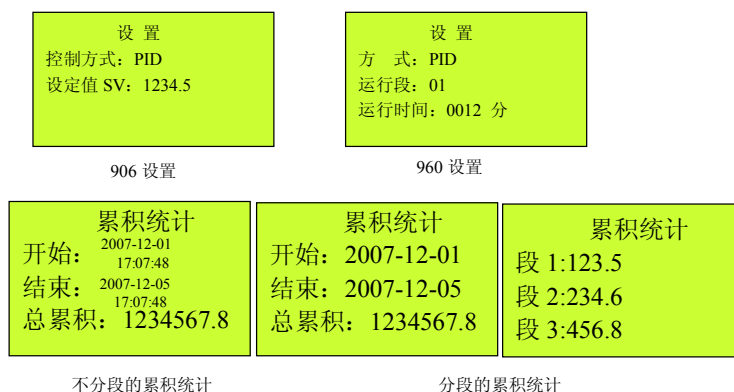 设 置
控制方式：PID
设定值 SV：1234.5
906 设置
设 置
方 式：PID
运行段：01
运行时间：0012 分
960 设置
累积统计
开始：2007-12-01
17:07:48
结束：2007-12-05
17:07:48
总累积：1234567.8
不分段的累积统计
累积统计
开始：2007-12-01
结束：2007-12-05
总累积：1234567.8
累积统计
段 1:123.5
段 2:234.6
段 3:456.8
分段的累积统计